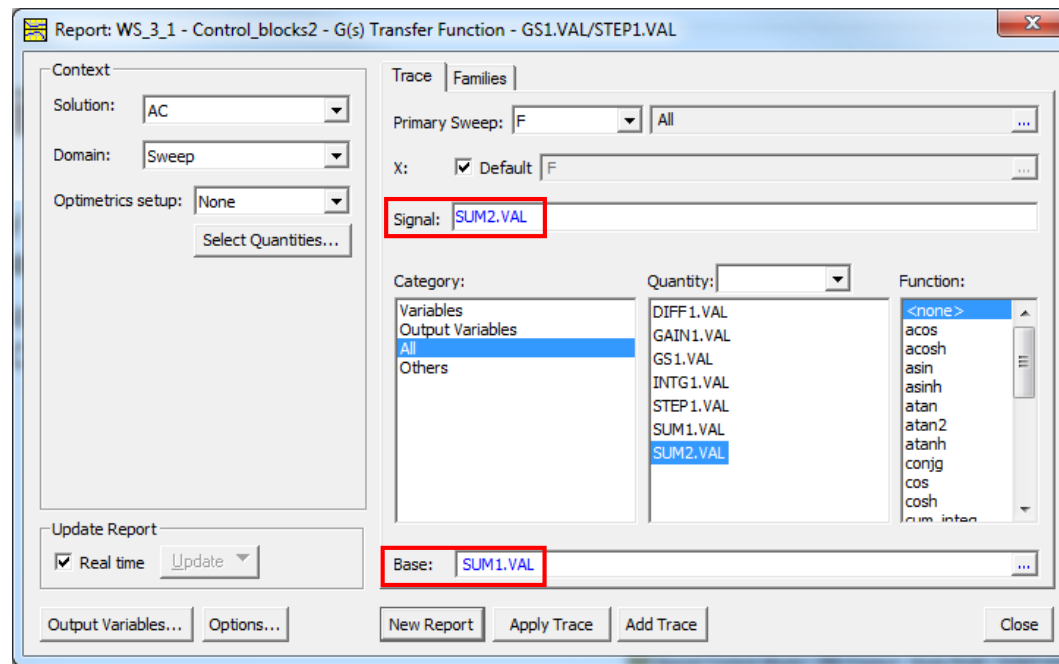 Report: WS_3_1 - Control_blocks2 - G(s) Transfer Function - GS1.VAL/STEP1.VAL
Context
Solution: AC
Domain: Sweep
Optimetrics setup: None
Select Quantities...
Update Report
Real time Update
Output Variables... Options...
Trace Families
Primary Sweep: F All ...
X: Default F ...
Signal: SUM2.VAL
Category:
Variables
Output Variables
All
Others
Quantity:
DIFF1.VAL
GAIN1.VAL
GS1.VAL
INTG1.VAL
STEP1.VAL
SUM1.VAL
SUM2.VAL
Function:
<none>
acos
acosh
asin
asinh
atan
atan2
atanh
conjg
cos
cosh
cum_integ
Base: SUM1.VAL ...
New Report Apply Trace Add Trace Close